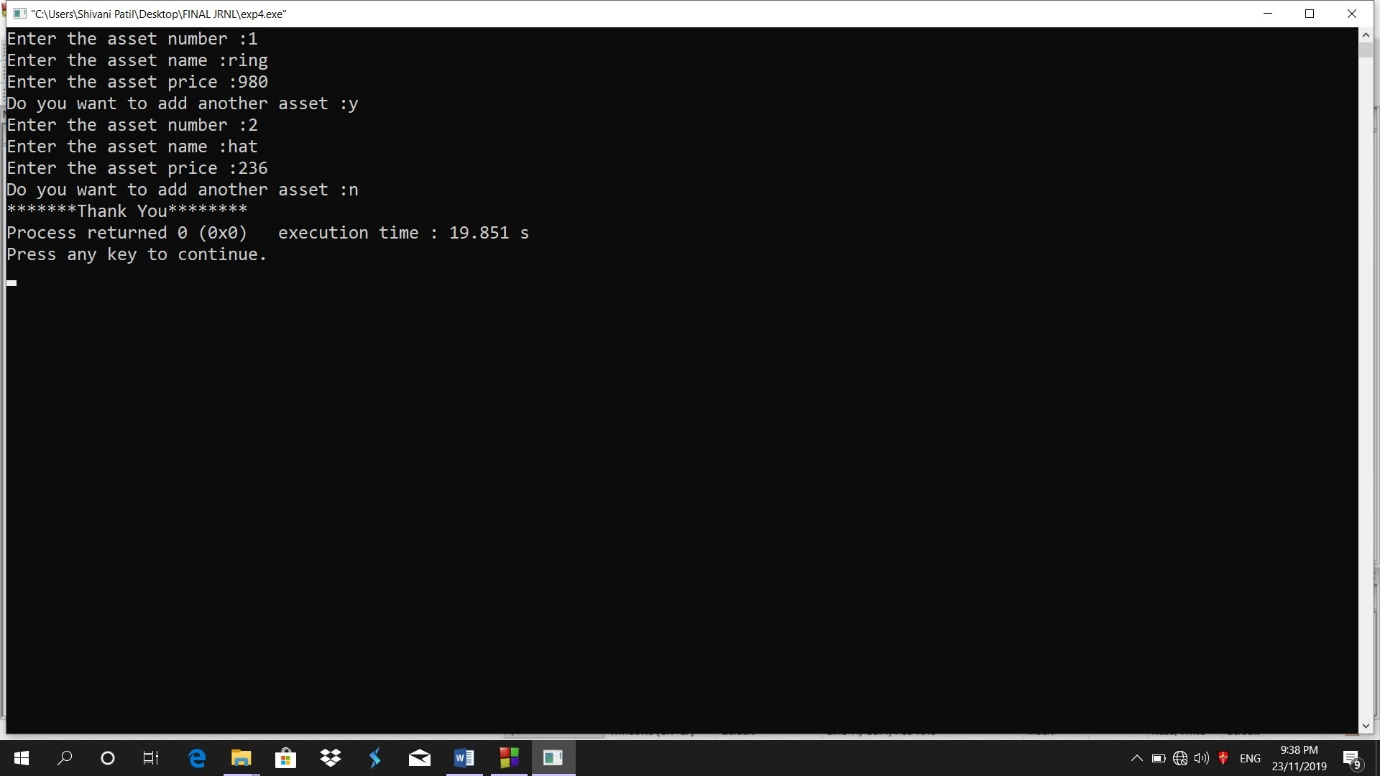 "C:\Users\Shivani Patil\Desktop\FINAL JRNL\exp4.exe"
Enter the asset number :1
Enter the asset name :ring
Enter the asset price :980
Do you want to add another asset :y
Enter the asset number :2
Enter the asset name :hat
Enter the asset price :236
Do you want to add another asset :n
*******Thank You********
Process returned 0 (0x0)   execution time : 19.851 s
Press any key to continue.
ENG
9:38 PM
23/11/2019
9